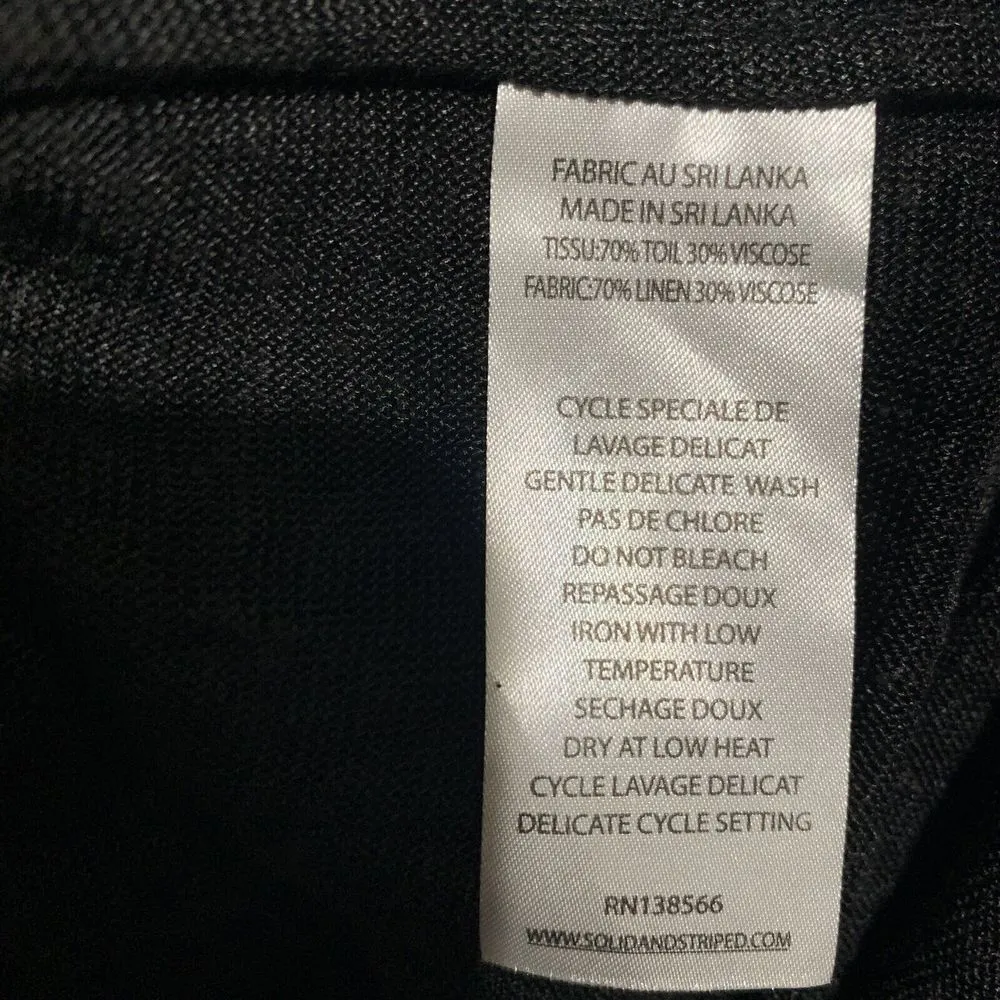 FABRIC AU SRI LANKA
MADE IN SRI LANKA
TISSU:70% TOIL 30% VISCOSE
FABRIC:70% LINEN 30% VISCOSE
CYCLE SPECIALE DE
LAVAGE DELICAT
GENTLE DELICATE WASH
PAS DE CHLORE
DO NOT BLEACH
REPASSAGE DOUX
IRON WITH LOW
TEMPERATURE
SECHAGE DOUX
DRY AT LOW HEAT
CYCLE LAVAGE DELICAT
DELICATE CYCLE SETTING
RN138566
WWW.SOLIDANDSTRIPED.COM